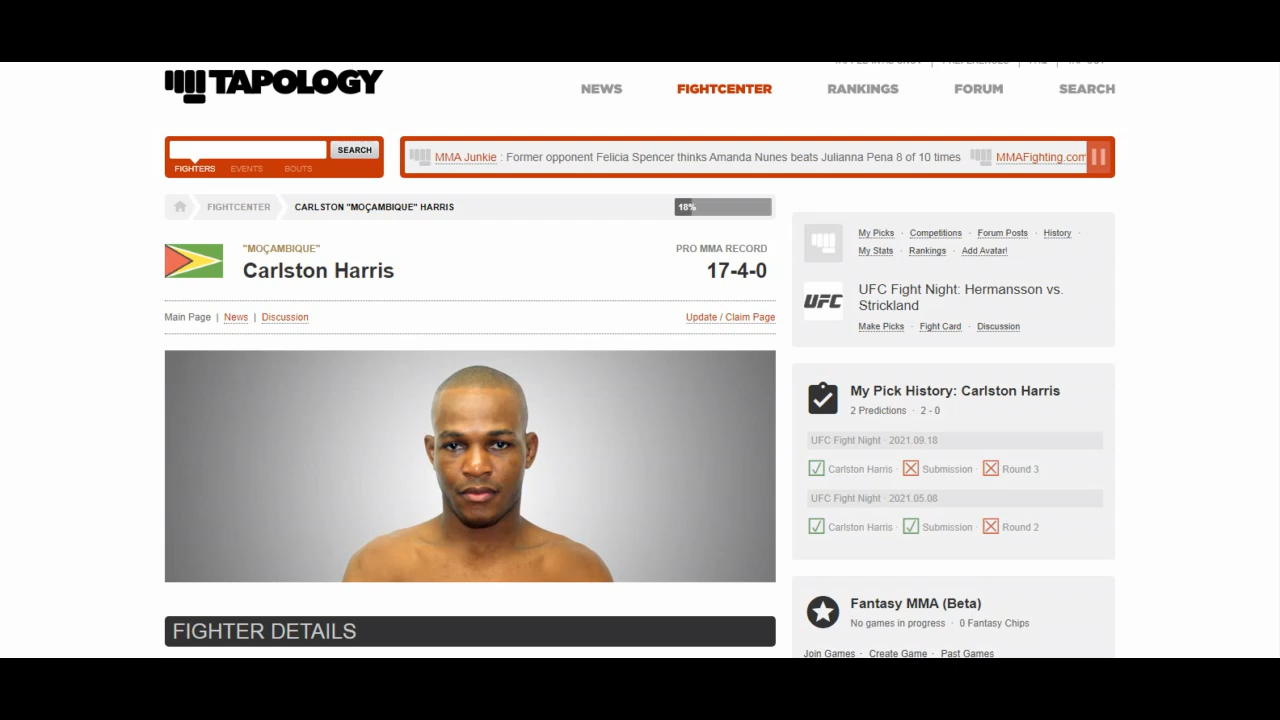 TAPOLOGY
NEWS FIGHTCENTER RANKINGS FORUM SEARCH
SEARCH
FIGHTERS EVENTS BOUTS
MMA Junkie : Former opponent Felicia Spencer thinks Amanda Nunes beats Julianna Pena 8 of 10 times MMAFighting.com
FIGHTCENTER CARLSTON "MOÇAMBIQUE" HARRIS 18%
"MOÇAMBIQUE" PRO MMA RECORD
Carlston Harris 17-4-0
Main Page | News | Discussion Update / Claim Page
FIGHTER DETAILS
My Picks · Competitions · Forum Posts · History ·
My Stats · Rankings · Add Avatar!
UFC
UFC Fight Night: Hermansson vs.
Strickland
Make Picks · Fight Card · Discussion
My Pick History: Carlston Harris
2 Predictions · 2 - 0
UFC Fight Night · 2021.09.18
Carlston Harris · Submission · Round 3
UFC Fight Night · 2021.05.08
Carlston Harris · Submission · Round 2
Fantasy MMA (Beta)
No games in progress · 0 Fantasy Chips
Join Games · Create Game · Past Games